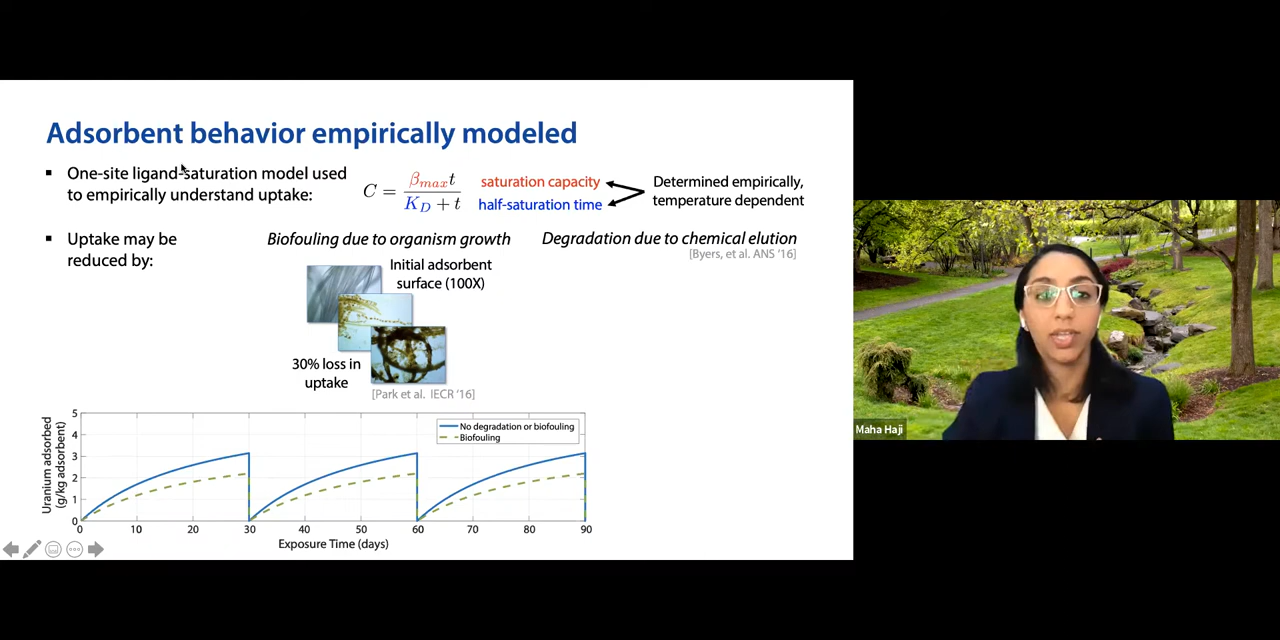 Adsorbent behavior empirically modeled
▪ One-site ligand-saturation model used
to empirically understand uptake:
C = β_max t / (K_D + t)
saturation capacity
half-saturation time
Determined empirically,
temperature dependent
▪ Uptake may be
reduced by:
Biofouling due to organism growth
Initial adsorbent
surface (100X)
30% loss in
uptake
[Park et al. IECR '16]
Degradation due to chemical elution
[Byers, et al. ANS '16]
Uranium adsorbed
(g/kg adsorbent)
5
4
3
2
1
0
No degradation or biofouling
Biofouling
0 10 20 30 40 50 60 70 80 90
Exposure Time (days)
Maha Haji